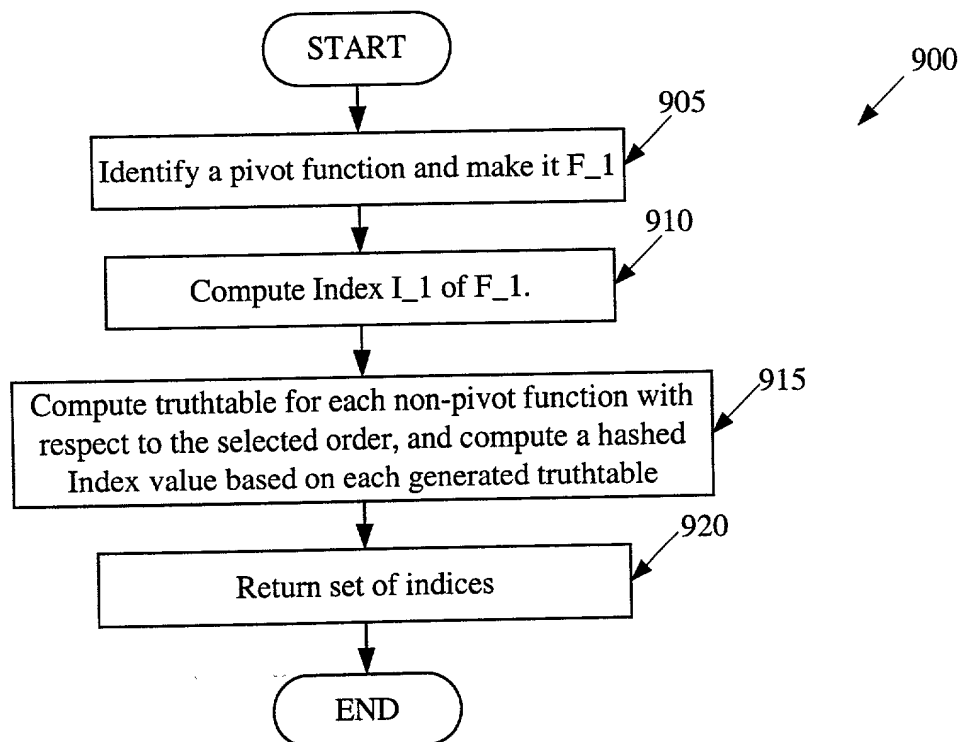 START
900
905
Identify a pivot function and make it F_1
910
Compute Index I_1 of F_1.
915
Compute truthtable for each non-pivot function with
respect to the selected order, and compute a hashed
Index value based on each generated truthtable
920
Return set of indices
END